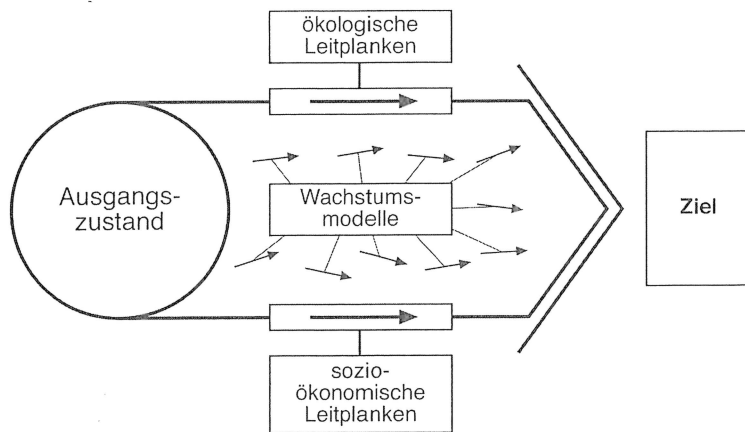 ökologische
Leitplanken
Ausgangs-
zustand
Wachstums-
modelle
Ziel
sozio-
ökonomische
Leitplanken